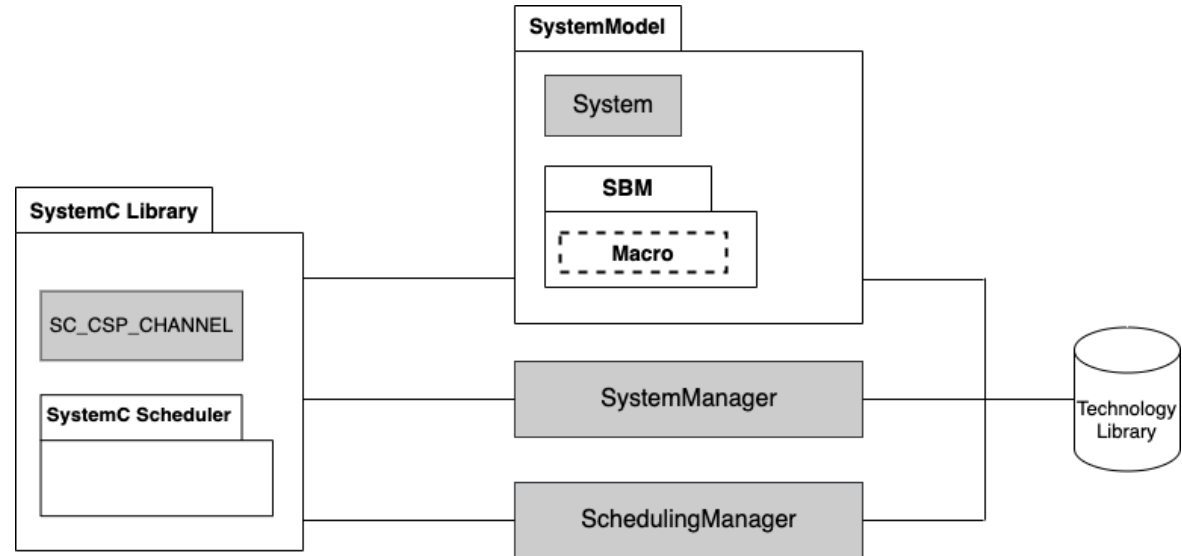 SystemModel
System
SBM
Macro
SystemC Library
SC_CSP_CHANNEL
SystemC Scheduler
SystemManager
SchedulingManager
Technology
Library